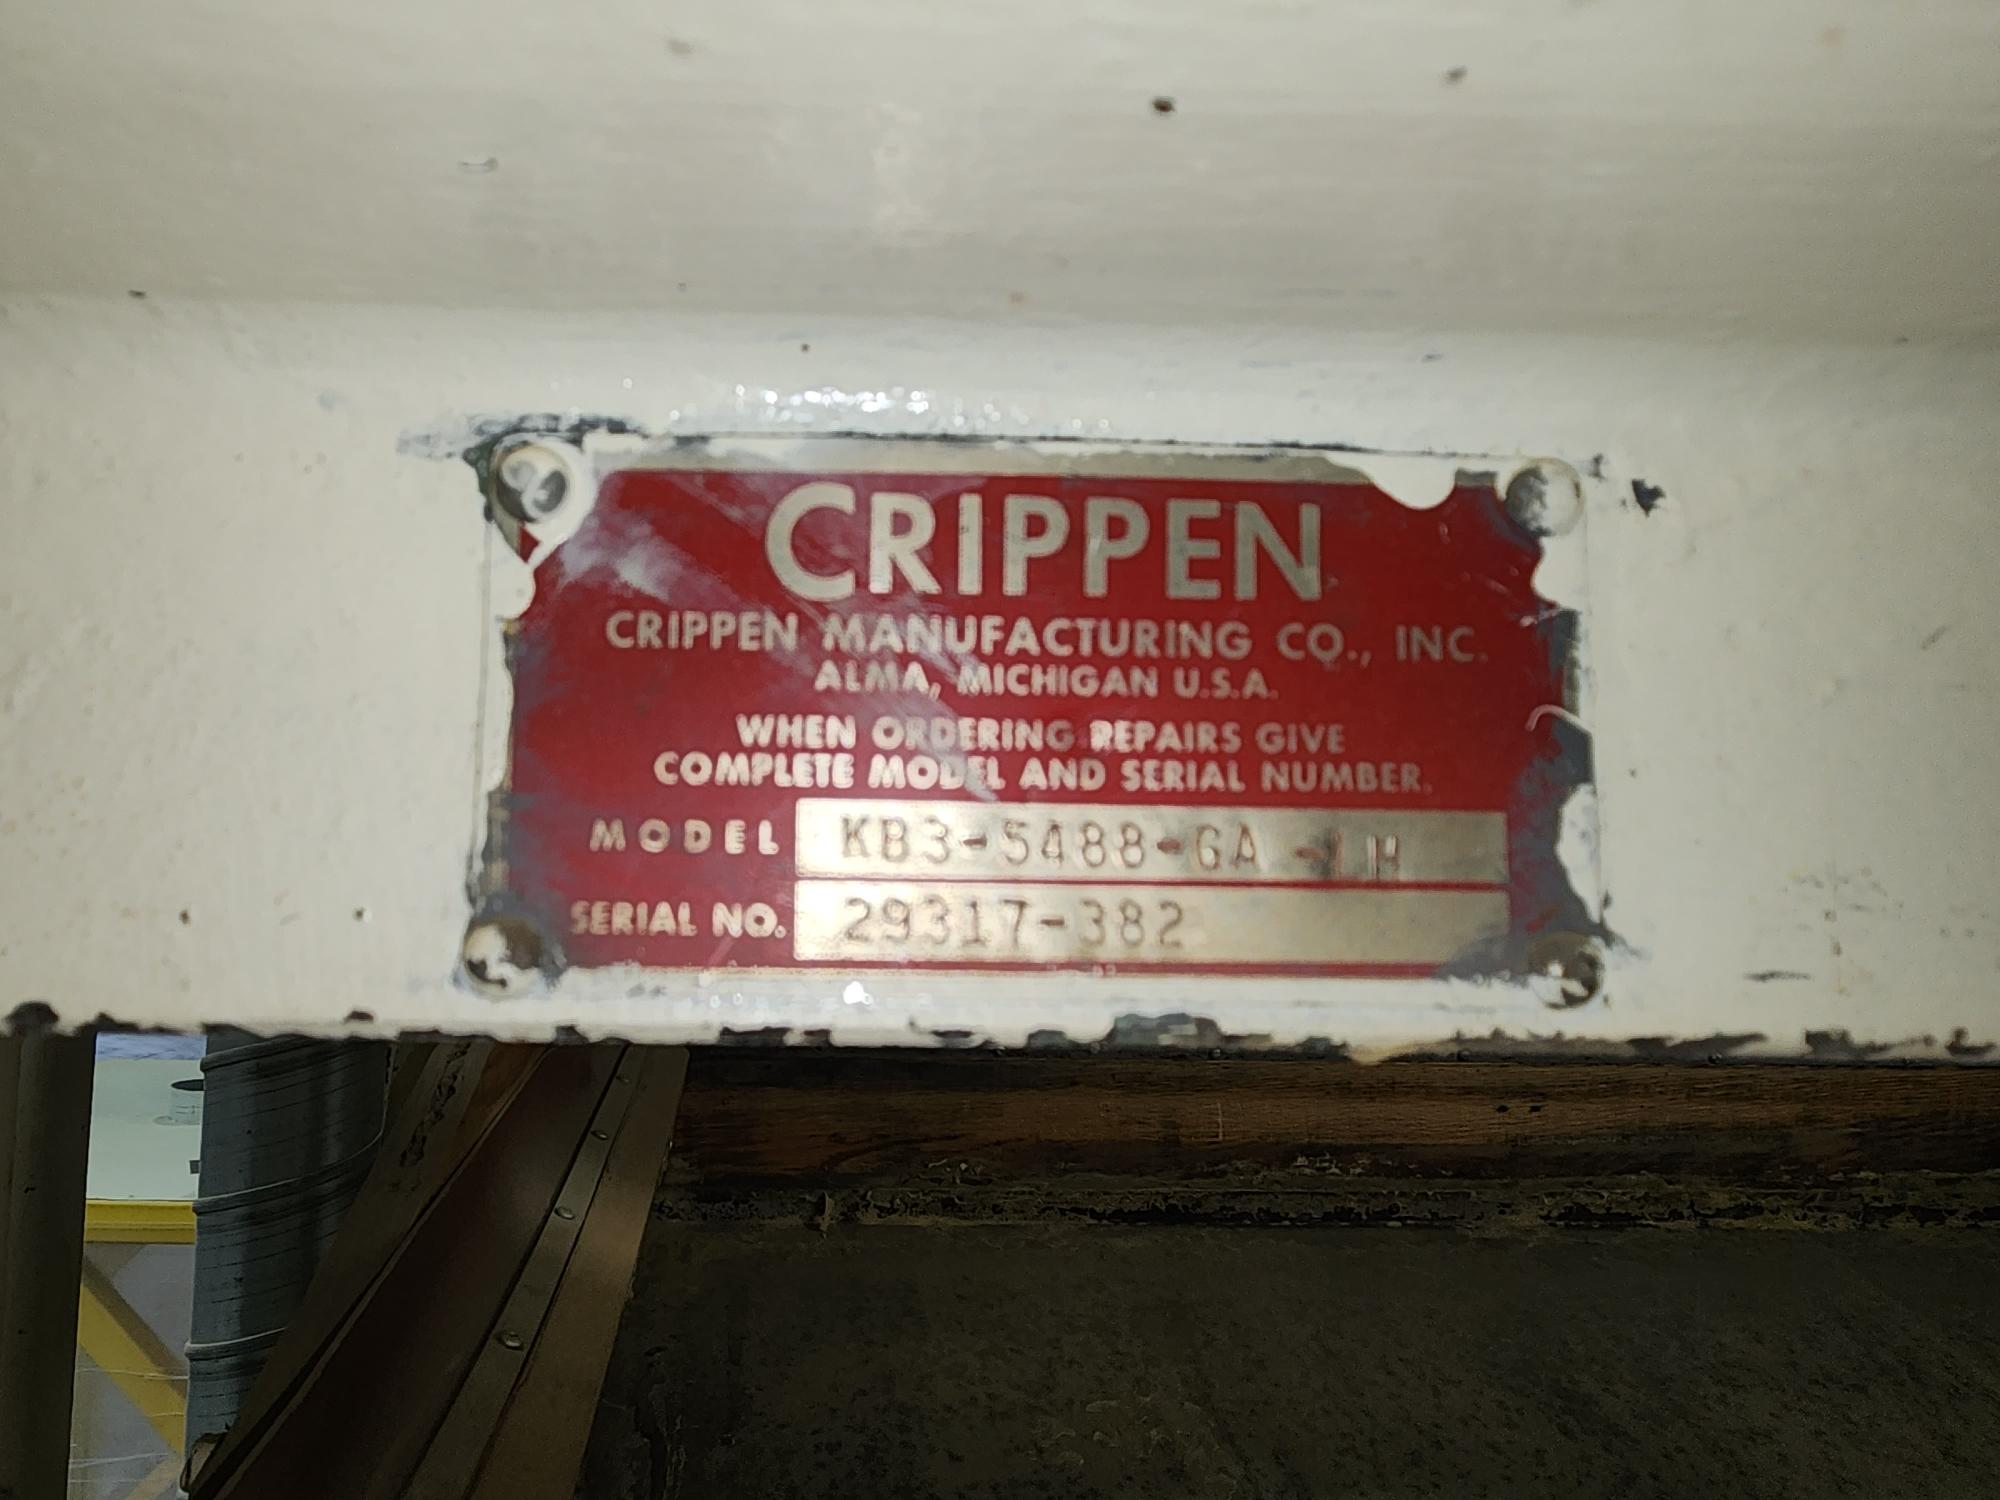 CRIPPEN
CRIPPEN MANUFACTURING CO., INC.
ALMA, MICHIGAN U.S.A.
WHEN ORDERING REPAIRS GIVE
COMPLETE MODEL AND SERIAL NUMBER.
MODEL KB3-5488-GA-LH
SERIAL NO. 29317-382